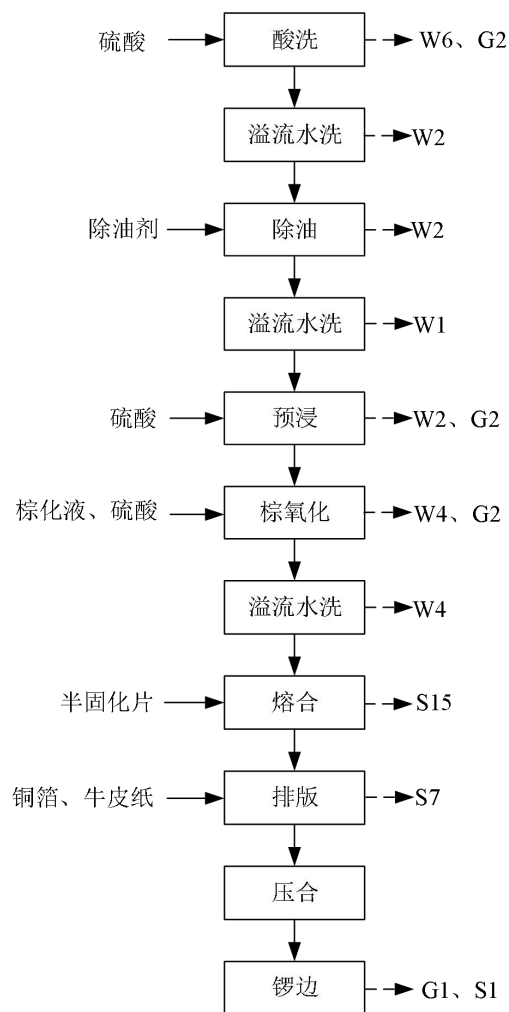 硫酸 酸洗 W6、G2
溢流水洗 W2
除油剂 除油 W2
溢流水洗 W1
硫酸 预浸 W2、G2
棕化液、硫酸 棕氧化 W4、G2
溢流水洗 W4
半固化片 熔合 S15
铜箔、牛皮纸 排版 S7
压合
锣边 G1、S1